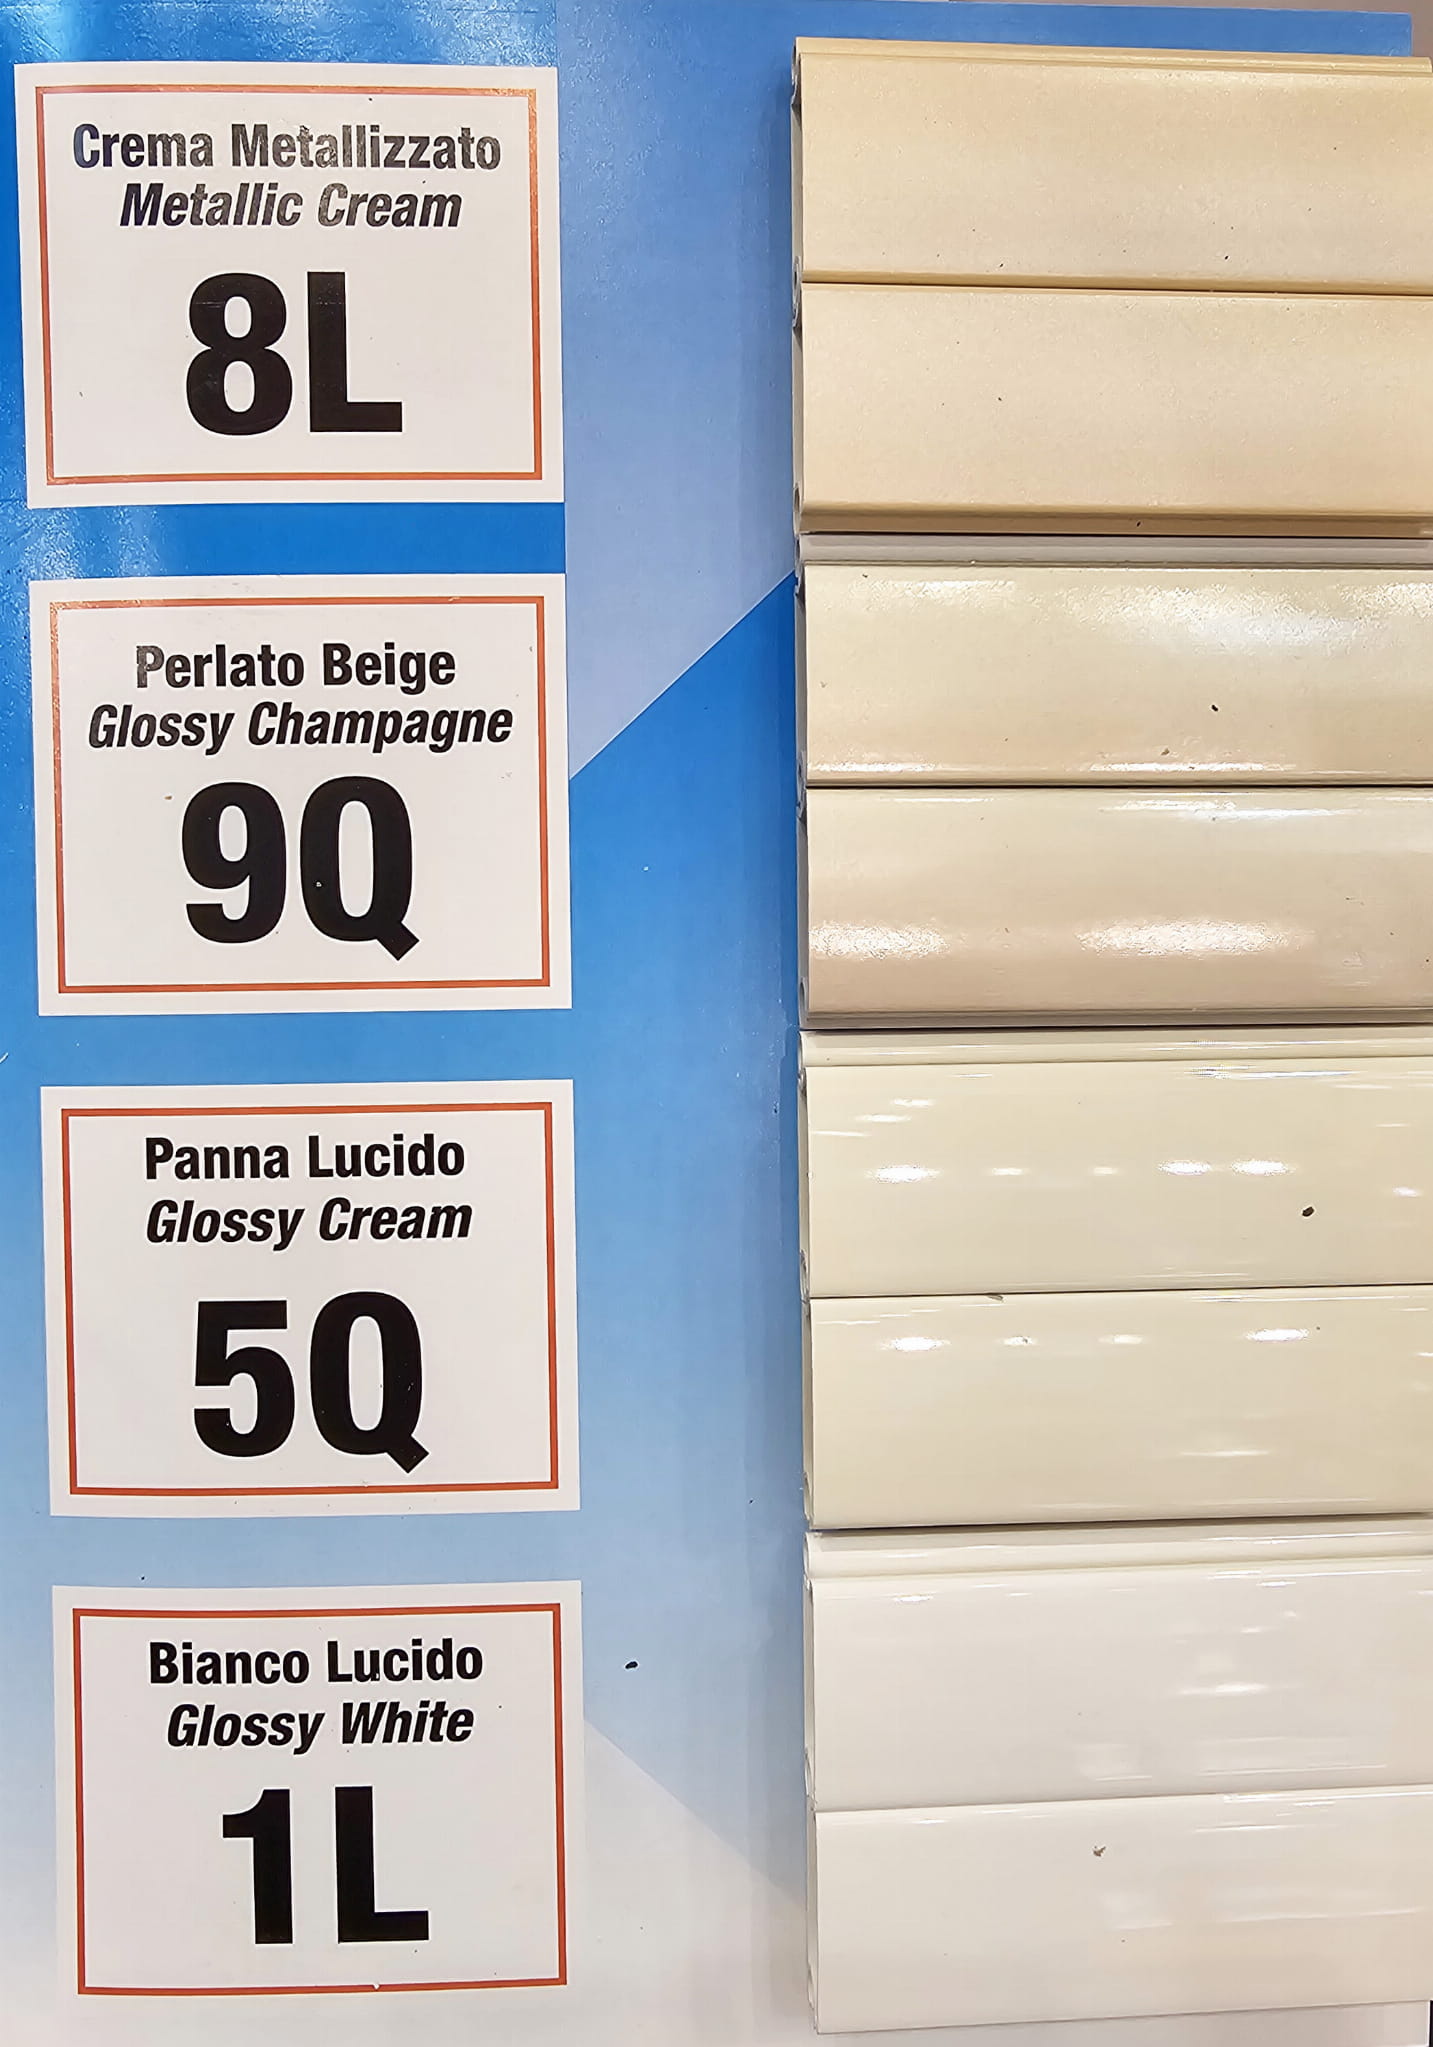 Crema Metallizzato
Metallic Cream
8L
Perlato Beige
Glossy Champagne
9Q
Panna Lucido
Glossy Cream
5Q
Bianco Lucido
Glossy White
1L